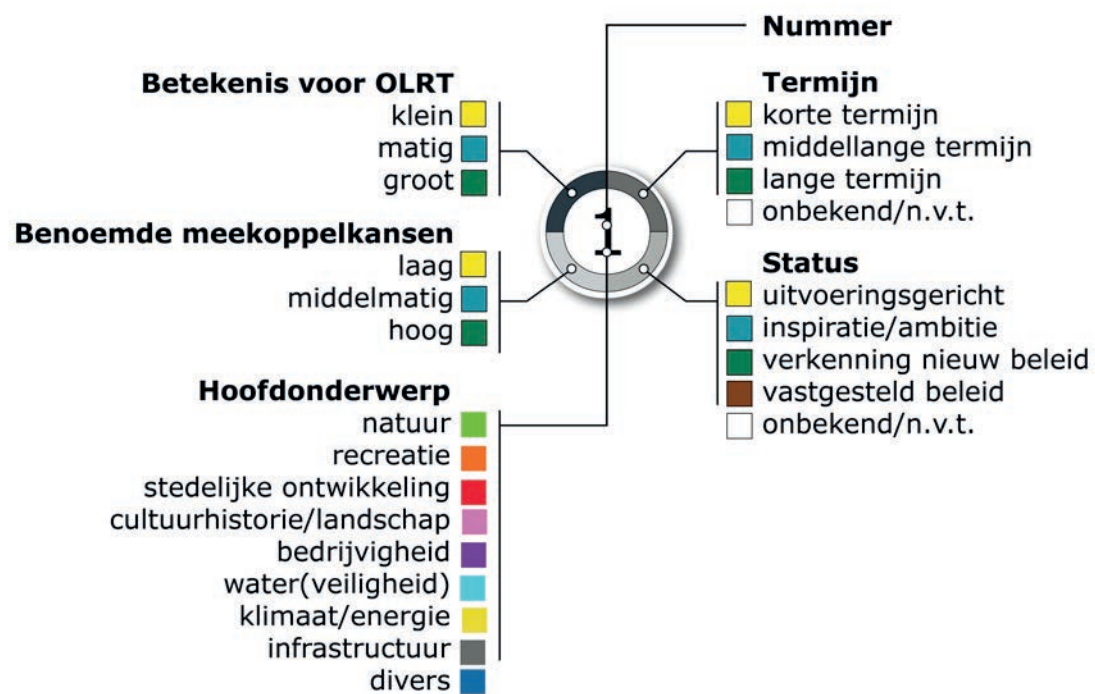 Nummer
Betekenis voor OLRT
klein
matig
groot
Benoemde meekoppelkansen
laag
middelmatig
hoog
Hoofdonderwerp
natuur
recreatie
stedelijke ontwikkeling
cultuurhistorie/landschap
bedrijvigheid
water(veiligheid)
klimaat/energie
infrastructuur
divers
1
Termijn
korte termijn
middellange termijn
lange termijn
onbekend/n.v.t.
Status
uitvoeringsgericht
inspiratie/ambitie
verkenning nieuw beleid
vastgesteld beleid
onbekend/n.v.t.